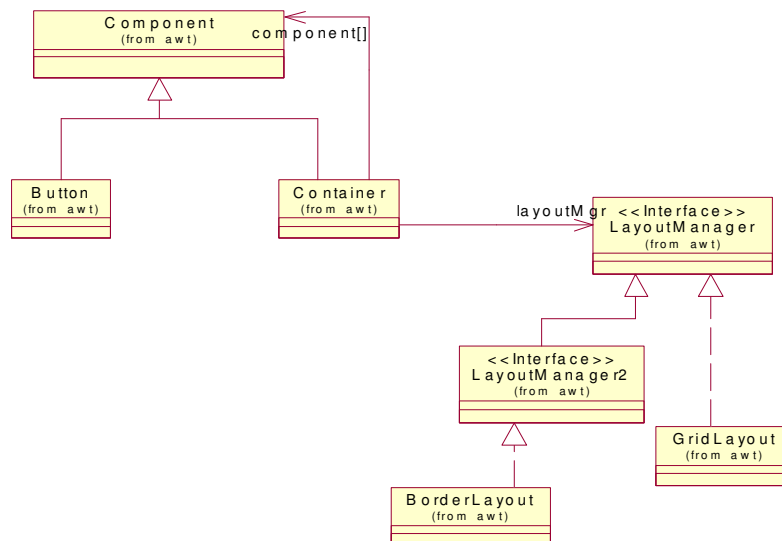 Component
(from awt)
component[]
Button
(from awt)
Container
(from awt)
layoutMgr
<<Interface>>
LayoutManager
(from awt)
<<Interface>>
LayoutManager2
(from awt)
GridLayout
(from awt)
BorderLayout
(from awt)